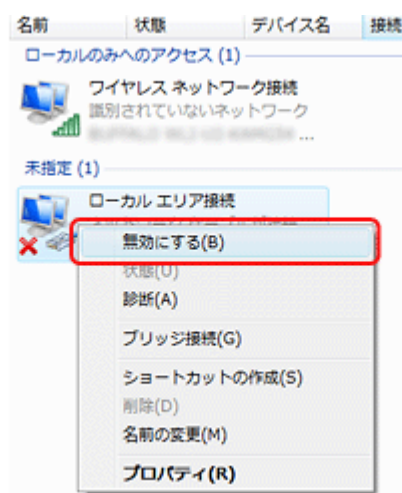 名前 状態 デバイス名 接続
ローカルのみへのアクセス (1)
ワイヤレス ネットワーク接続
識別されていないネットワーク
...
未指定 (1)
ローカル エリア接続
無効にする(B)
状態(U)
診断(A)
ブリッジ接続(G)
ショートカットの作成(S)
削除(D)
名前の変更(M)
プロパティ(R)